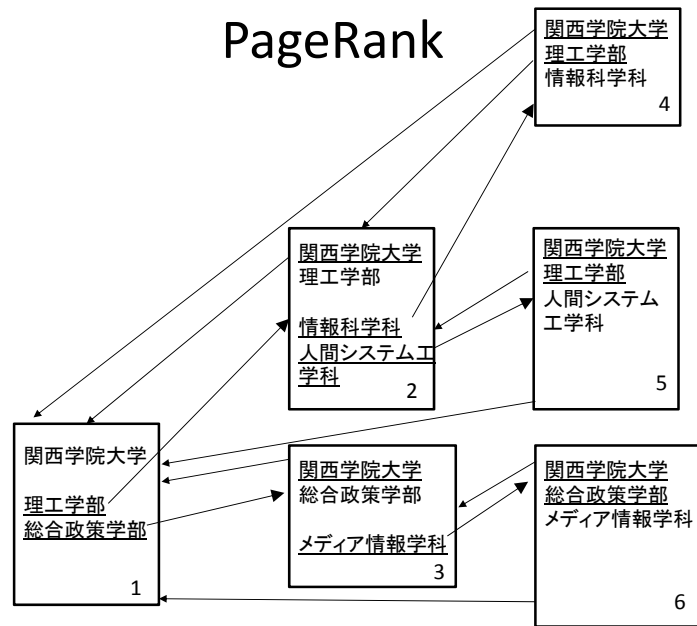 PageRank
関西学院大学
理工学部
情報科学科
4
関西学院大学
理工学部
情報科学科
人間システム工
学科
2
関西学院大学
理工学部
人間システム
工学科
5
関西学院大学
理工学部
総合政策学部
1
関西学院大学
総合政策学部
メディア情報学科
3
関西学院大学
総合政策学部
メディア情報学科
6